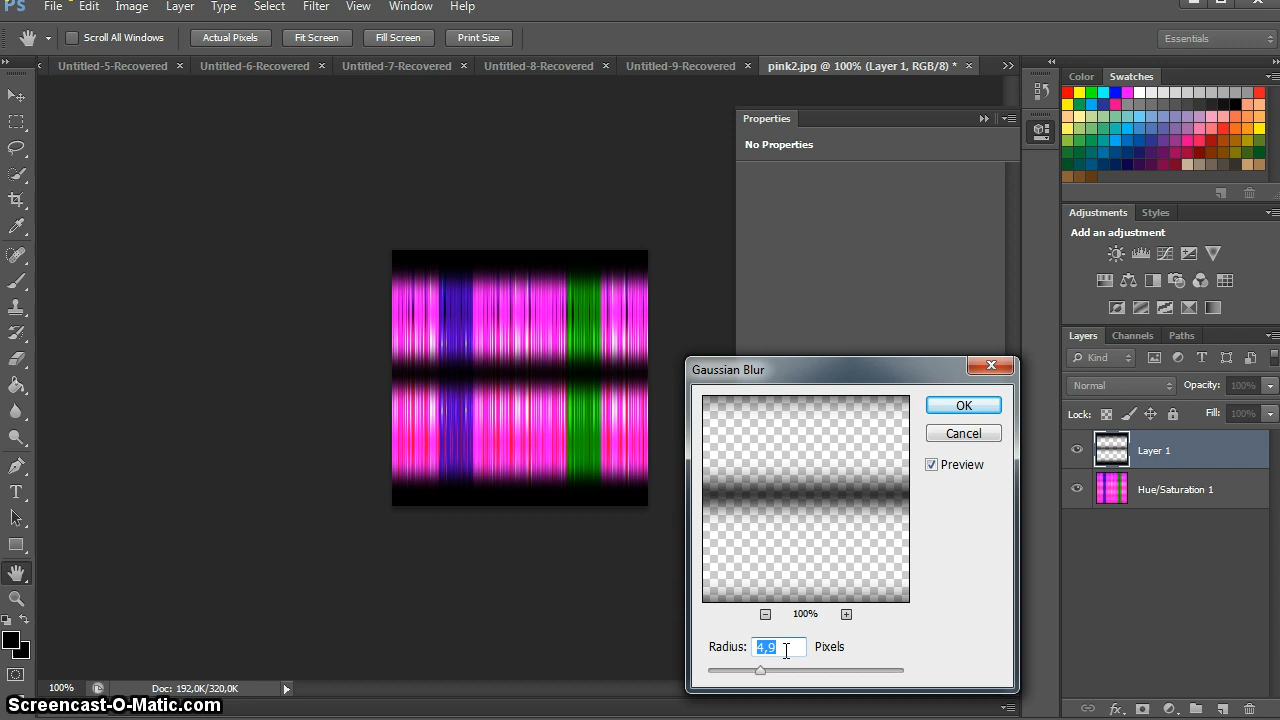 PS File Edit Image Layer Type Select Filter View Window Help
Scroll All Windows Actual Pixels Fit Screen Fill Screen Print Size Essentials
Untitled-5-Recovered × Untitled-6-Recovered × Untitled-7-Recovered × Untitled-8-Recovered × Untitled-9-Recovered × pink2.jpg @ 100% (Layer 1, RGB/8) * ×
Color Swatches
Properties
No Properties
Adjustments Styles
Add an adjustment
Layers Channels Paths
Kind
Normal Opacity: 100%
Lock: Fill: 100%
Layer 1
Hue/Saturation 1
Gaussian Blur
OK
Cancel
Preview
100%
Radius: 4,9 Pixels
100% Doc: 192,0K/320,0K
Screencast-O-Matic.com